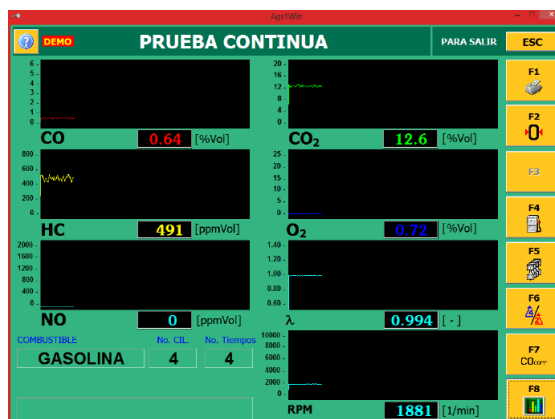 Ags1Win
DEMO
PRUEBA CONTINUA
PARA SALIR
ESC
6
5
4
3
2
1
0
CO
0.64
[%Vol]
20
16
12
8
4
0
CO₂
12.6
[%Vol]
800
600
400
200
0
HC
491
[ppmVol]
25
20
15
10
5
0
O₂
0.72
[%Vol]
2000
1600
1200
800
400
0
NO
0
[ppmVol]
1.40
1.20
1.00
0.80
0.60
λ
0.994
[ - ]
COMBUSTIBLE
GASOLINA
No. CIL.
4
No. Tiempos
4
10000
8000
6000
4000
2000
0
RPM
1881
[1/min]
F1
F2
0
F3
F4
F5
F6
F7
COcorr
F8